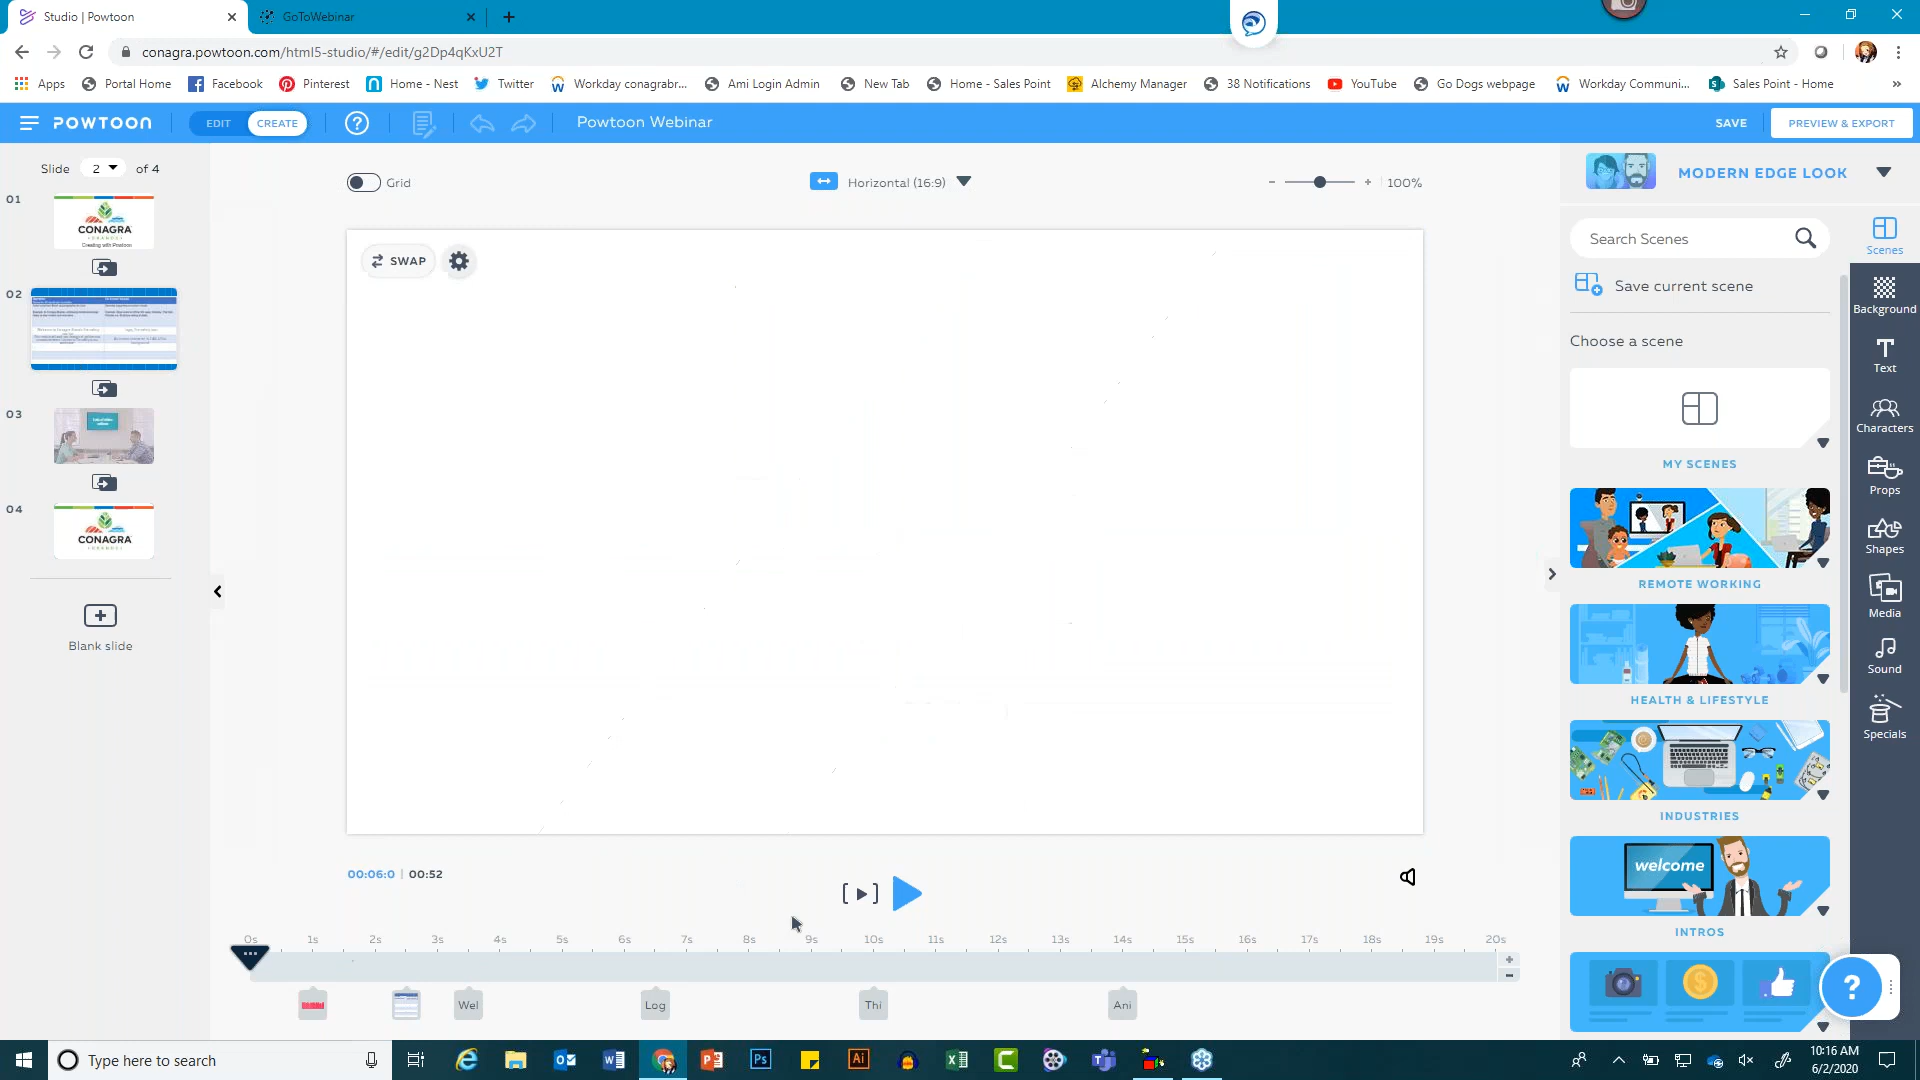 Studio | Powtoon
GoToWebinar
conagra.powtoon.com/html5-studio/#/edit/g2Dp4qKxU2T
Apps
Portal Home
Facebook
Pinterest
Home - Nest
Twitter
Workday conagrabr...
Ami Login Admin
New Tab
Home - Sales Point
Alchemy Manager
38 Notifications
YouTube
Go Dogs webpage
Workday Communi...
Sales Point - Home
POWTOON
EDIT
CREATE
Powtoon Webinar
SAVE
PREVIEW & EXPORT
Slide 2 of 4
Grid
Horizontal (16:9)
100%
MODERN EDGE LOOK
01
CONAGRA
BRANDS
Creating with Powtoon
02
03
04
CONAGRA
BRANDS
Blank slide
SWAP
Search Scenes
Save current scene
Choose a scene
MY SCENES
REMOTE WORKING
HEALTH & LIFESTYLE
INDUSTRIES
welcome
INTROS
Scenes
Background
Text
Characters
Props
Shapes
Media
Sound
Specials
00:06:0 | 00:52
0s 1s 2s 3s 4s 5s 6s 7s 8s 9s 10s 11s 12s 13s 14s 15s 16s 17s 18s 19s 20s
Wel
Log
Thi
Ani
Type here to search
10:16 AM
6/2/2020